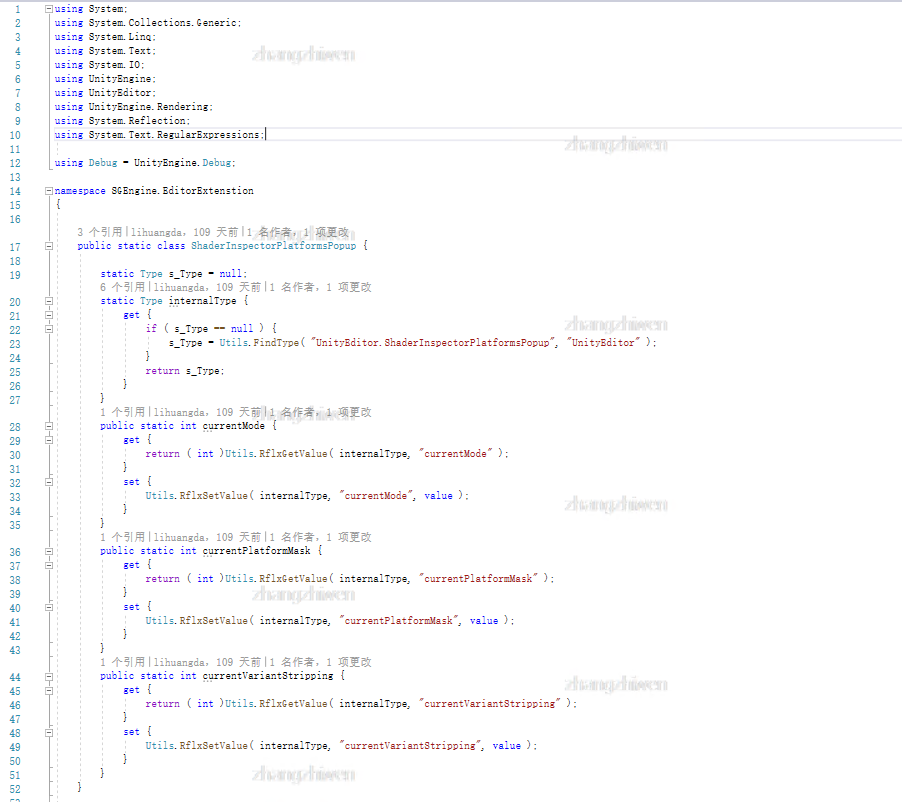 1 using System;
2 using System.Collections.Generic;
3 using System.Linq;
4 using System.Text;
zhangzhiwen
5 using System.IO;
6 using UnityEngine;
7 using UnityEditor;
8 using UnityEngine.Rendering;
9 using System.Reflection;
10 using System.Text.RegularExpressions;
zhangzhiwen
11
12 using Debug = UnityEngine.Debug;
13
14 namespace SGEngine.EditorExtenstion
15 {
16
3 个引用|lihuangda，109 天前|1 名作者，1 项更改
zhangzhiwen
17 public static class ShaderInspectorPlatformsPopup {
18
19 static Type s_Type = null;
6 个引用|lihuangda，109 天前|1 名作者，1 项更改
20 static Type internalType {
21 get {
zhangzhiwen
22 if ( s_Type == null ) {
23 s_Type = Utils.FindType( "UnityEditor.ShaderInspectorPlatformsPopup", "UnityEditor" );
24 }
25 return s_Type;
26 }
27 }
1 个引用|lihuangda，109 天前|1 名作者，1 项更改
zhangzhiwen
28 public static int currentMode {
29 get {
30 return ( int )Utils.RflxGetValue( internalType, "currentMode" );
31 }
32 set {
33 Utils.RflxSetValue( internalType, "currentMode", value );
zhangzhiwen
34 }
35 }
1 个引用|lihuangda，109 天前|1 名作者，1 项更改
36 public static int currentPlatformMask {
37 get {
38 return ( int )Utils.RflxGetValue( internalType, "currentPlatformMask" );
39 }
zhangzhiwen
40 set {
41 Utils.RflxSetValue( internalType, "currentPlatformMask", value );
42 }
43 }
1 个引用|lihuangda，109 天前|1 名作者，1 项更改
44 public static int currentVariantStripping {
zhangzhiwen
45 get {
46 return ( int )Utils.RflxGetValue( internalType, "currentVariantStripping" );
47 }
48 set {
49 Utils.RflxSetValue( internalType, "currentVariantStripping", value );
50 }
51 }
zhangzhiwen
52 }